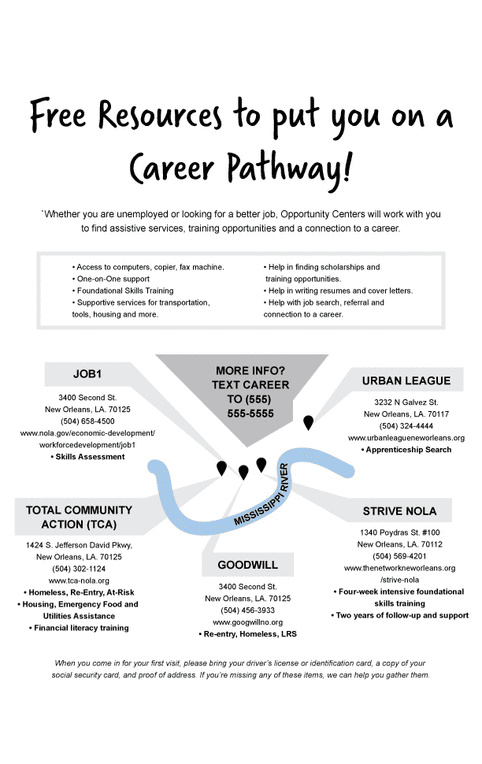 Free Resources to put you on a
Career Pathway!
`Whether you are unemployed or looking for a better job, Opportunity Centers will work with you
to find assistive services, training opportunities and a connection to a career.
• Access to computers, copier, fax machine.
• One-on-One support
• Foundational Skills Training
• Supportive services for transportation,
tools, housing and more.
• Help in finding scholarships and
training opportunities.
• Help in writing resumes and cover letters.
• Help with job search, referral and
connection to a career.
JOB1
3400 Second St.
New Orleans, LA. 70125
(504) 658-4500
www.nola.gov/economic-development/
workforcedevelopment/job1
• Skills Assessment
MORE INFO?
TEXT CAREER
TO (555)
555-5555
URBAN LEAGUE
3232 N Galvez St.
New Orleans, LA. 70117
(504) 324-4444
www.urbanleagueneworleans.org
• Apprenticeship Search
MISSISSIPPI RIVER
TOTAL COMMUNITY
ACTION (TCA)
1424 S. Jefferson David Pkwy,
New Orleans, LA. 70125
(504) 302-1124
www.tca-nola.org
• Homeless, Re-Entry, At-Risk
• Housing, Emergency Food and
Utilities Assistance
• Financial literacy training
GOODWILL
3400 Second St.
New Orleans, LA. 70125
(504) 456-3933
www.googwillno.org
• Re-entry, Homeless, LRS
STRIVE NOLA
1340 Poydras St. #100
New Orleans, LA. 70112
(504) 569-4201
www.thenetworkneworleans.org
/strive-nola
• Four-week intensive foundational
skills training
• Two years of follow-up and support
When you come in for your first visit, please bring your driver's license or identification card, a copy of your
social security card, and proof of address. If you're missing any of these items, we can help you gather them.